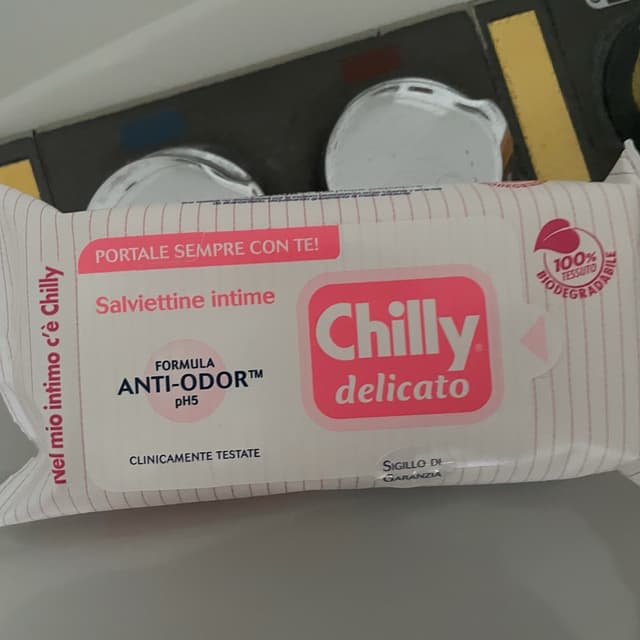 PORTALE SEMPRE CON TE!
Salviettine intime
FORMULA
ANTI-ODOR™
pH5
CLINICAMENTE TESTATE
Chilly®
delicato
SIGILLO DI
GARANZIA
100%
TESSUTO
BIODEGRADABILE
Nel mio intimo c'è Chilly